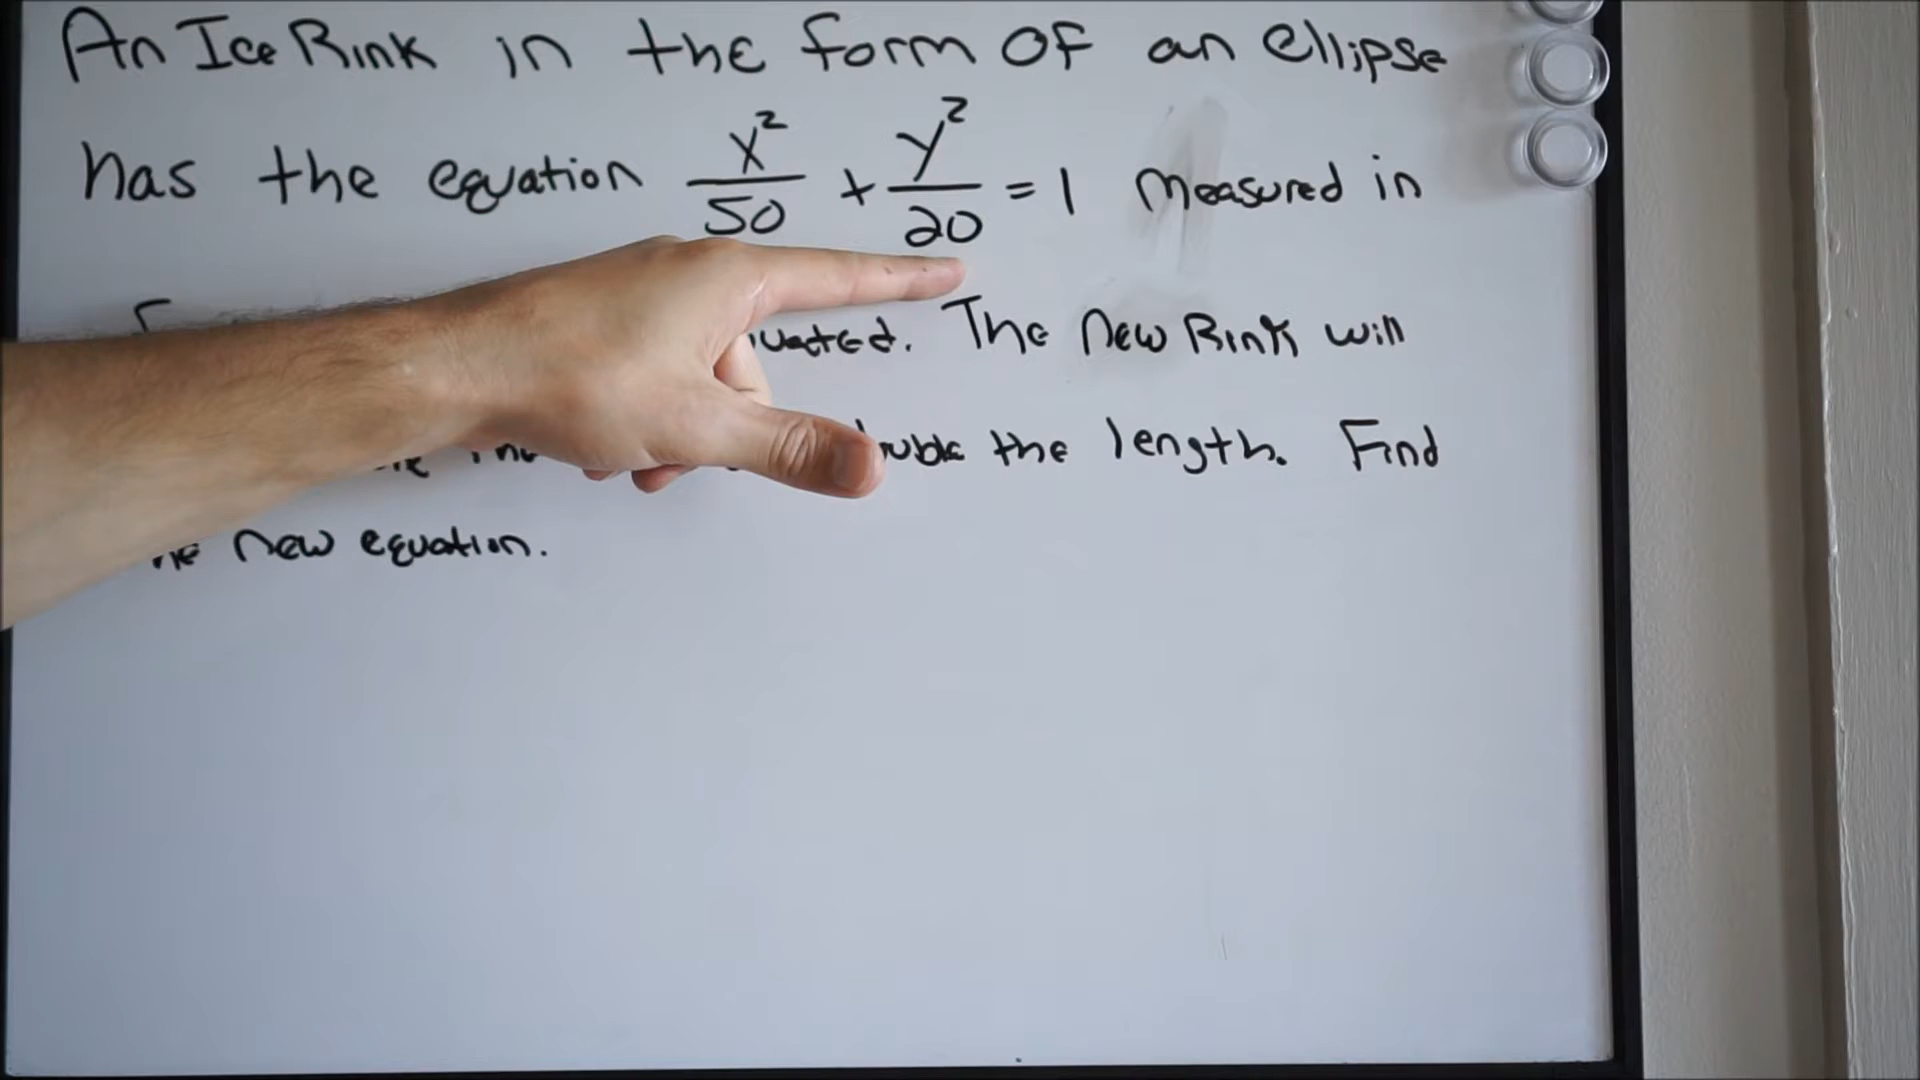 An Ice Rink in the form of an ellipse
has the equation x²/50 + y²/20 = 1 measured in
The New Rink will
the length. Find
New equation.